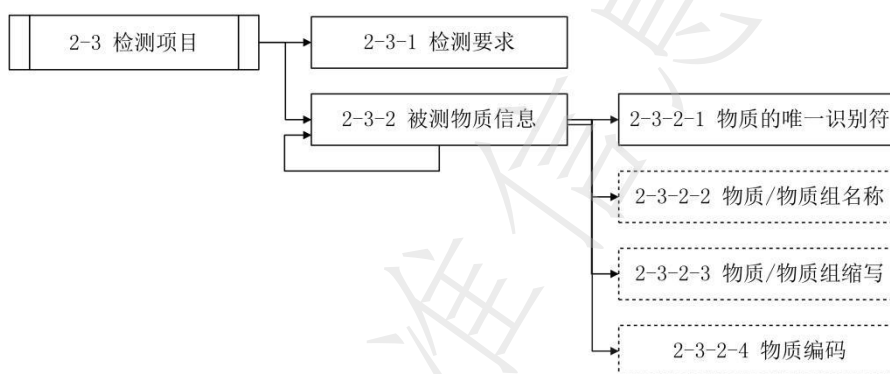 2-3 检测项目
2-3-1 检测要求
2-3-2 被测物质信息
2-3-2-1 物质的唯一识别符
2-3-2-2 物质/物质组名称
2-3-2-3 物质/物质组缩写
2-3-2-4 物质编码
准信息